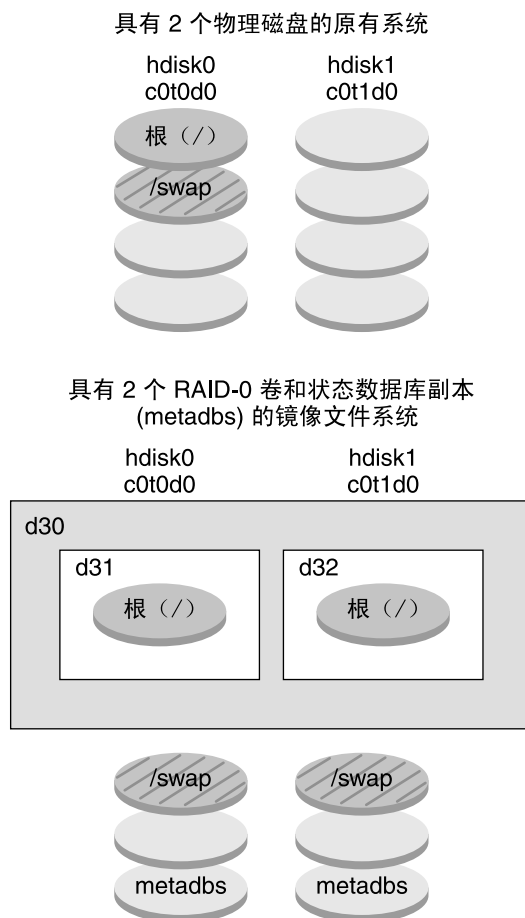 具有 2 个物理磁盘的原有系统
hdisk0
c0t0d0
hdisk1
c0t1d0
根（/）
/swap
具有 2 个 RAID-0 卷和状态数据库副本
(metadbs) 的镜像文件系统
hdisk0
c0t0d0
hdisk1
c0t1d0
d30
d31
d32
根（/）
根（/）
/swap
/swap
metadbs
metadbs